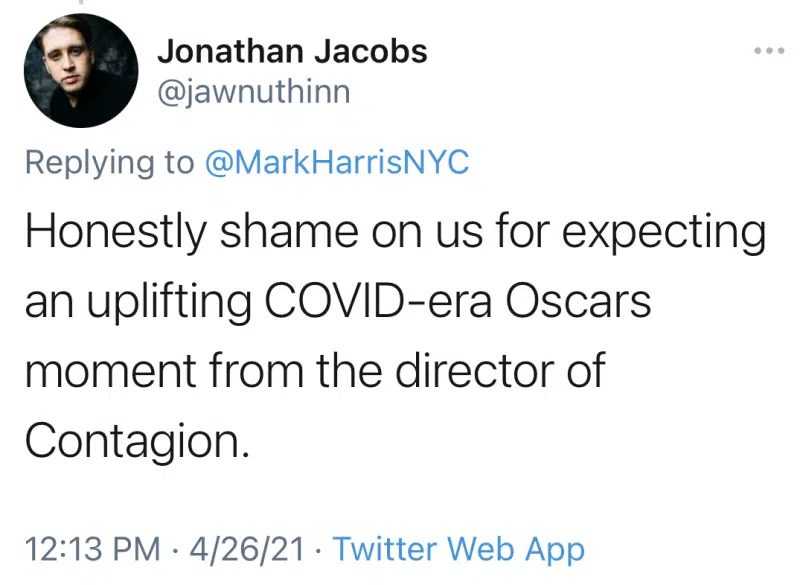 Jonathan Jacobs
@jawnuthinn
Replying to @MarkHarrisNYC
Honestly shame on us for expecting
an uplifting COVID-era Oscars
moment from the director of
Contagion.
12:13 PM · 4/26/21 · Twitter Web App